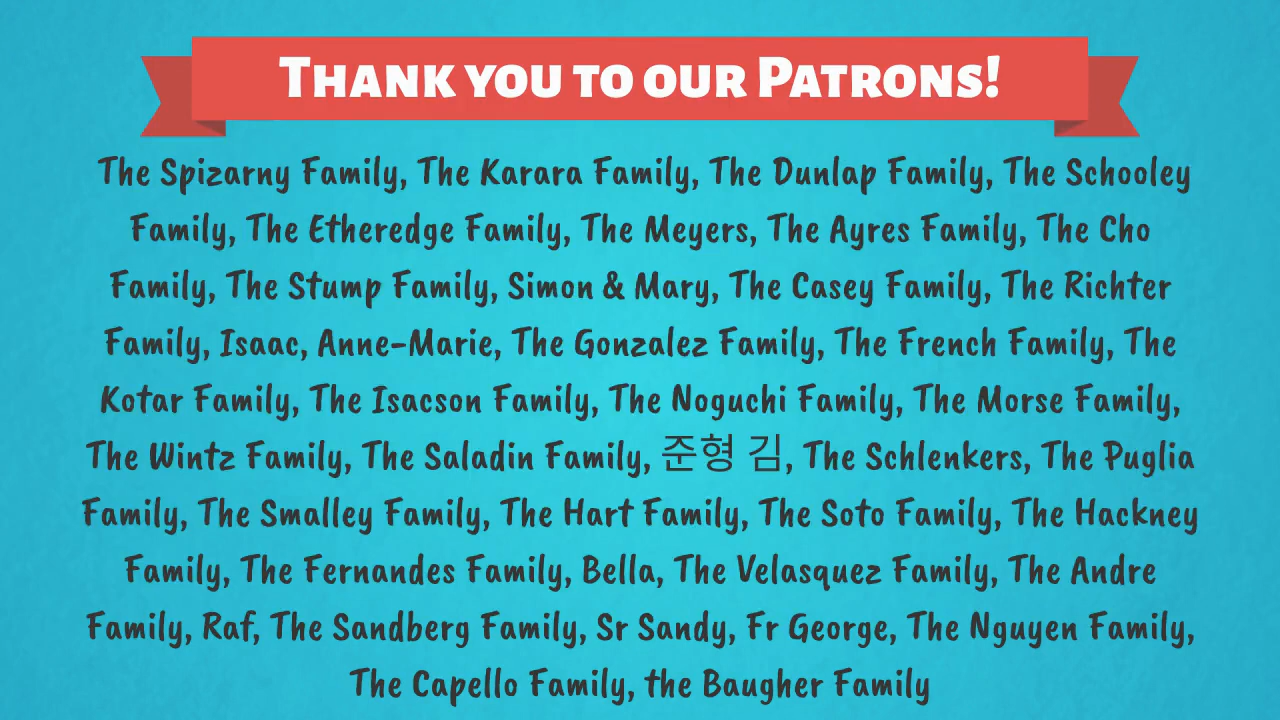 Thank you to our Patrons!
The Spizarny Family, The Karara Family, The Dunlap Family, The Schooley
Family, The Etheredge Family, The Meyers, The Ayres Family, The Cho
Family, The Stump Family, Simon & Mary, The Casey Family, The Richter
Family, Isaac, Anne-Marie, The Gonzalez Family, The French Family, The
Kotar Family, The Isacson Family, The Noguchi Family, The Morse Family,
The Wintz Family, The Saladin Family, 준형 김, The Schlenkers, The Puglia
Family, The Smalley Family, The Hart Family, The Soto Family, The Hackney
Family, The Fernandes Family, Bella, The Velasquez Family, The Andre
Family, Raf, The Sandberg Family, Sr Sandy, Fr George, The Nguyen Family,
The Capello Family, the Baugher Family